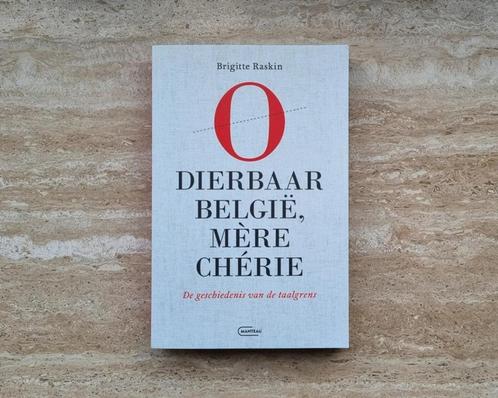 Brigitte Raskin
O
DIERBAAR
BELGIË,
MÈRE
CHÉRIE
De geschiedenis van de taalgrens
MANTEAU